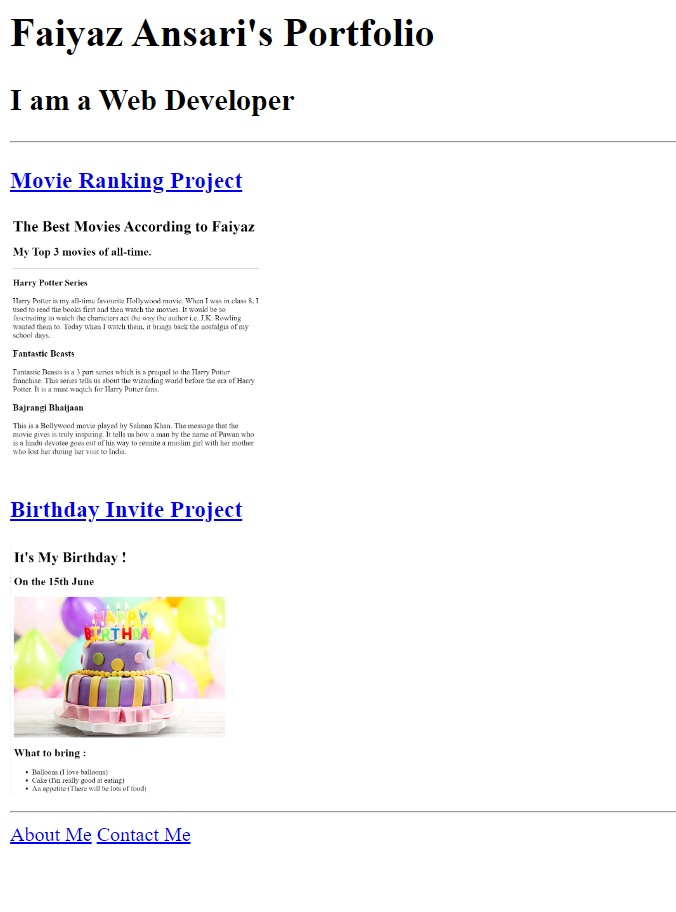 Faiyaz Ansari's Portfolio
I am a Web Developer
Movie Ranking Project
The Best Movies According to Faiyaz
My Top 3 movies of all-time.
Harry Potter Series
Harry Potter is my all-time favourite Hollywood movie. When I was in class 8, I
used to read the books first and then watch the movies. It would be so
fascinating to watch the characters act the way the author i.e. J.K. Rowling
wanted them to. Today when I watch them, it brings back the nostalgia of my
school days.
Fantastic Beasts
Fantastic Beasts is a 3 part series which is a prequel to the Harry Potter
franchise. This series tells us about the wizarding world before the era of Harry
Potter. It is a must waqtch for Harry Potter fans.
Bajrangi Bhaijaan
This is a Bollywood movie played by Salman Khan. The message that the
movie gives is truly inspiring. It tells us how a man by the name of Pawan who
is a hindu devotee goes out of his way to reunite a muslim girl with her mother
who lost her during her visit to India.
Birthday Invite Project
It's My Birthday !
On the 15th June
HAPPY
BIRTHDAY
What to bring :
• Balloons (I love balloons)
• Cake (I'm really good at eating)
• An appetite (There will be lots of food)
About Me Contact Me